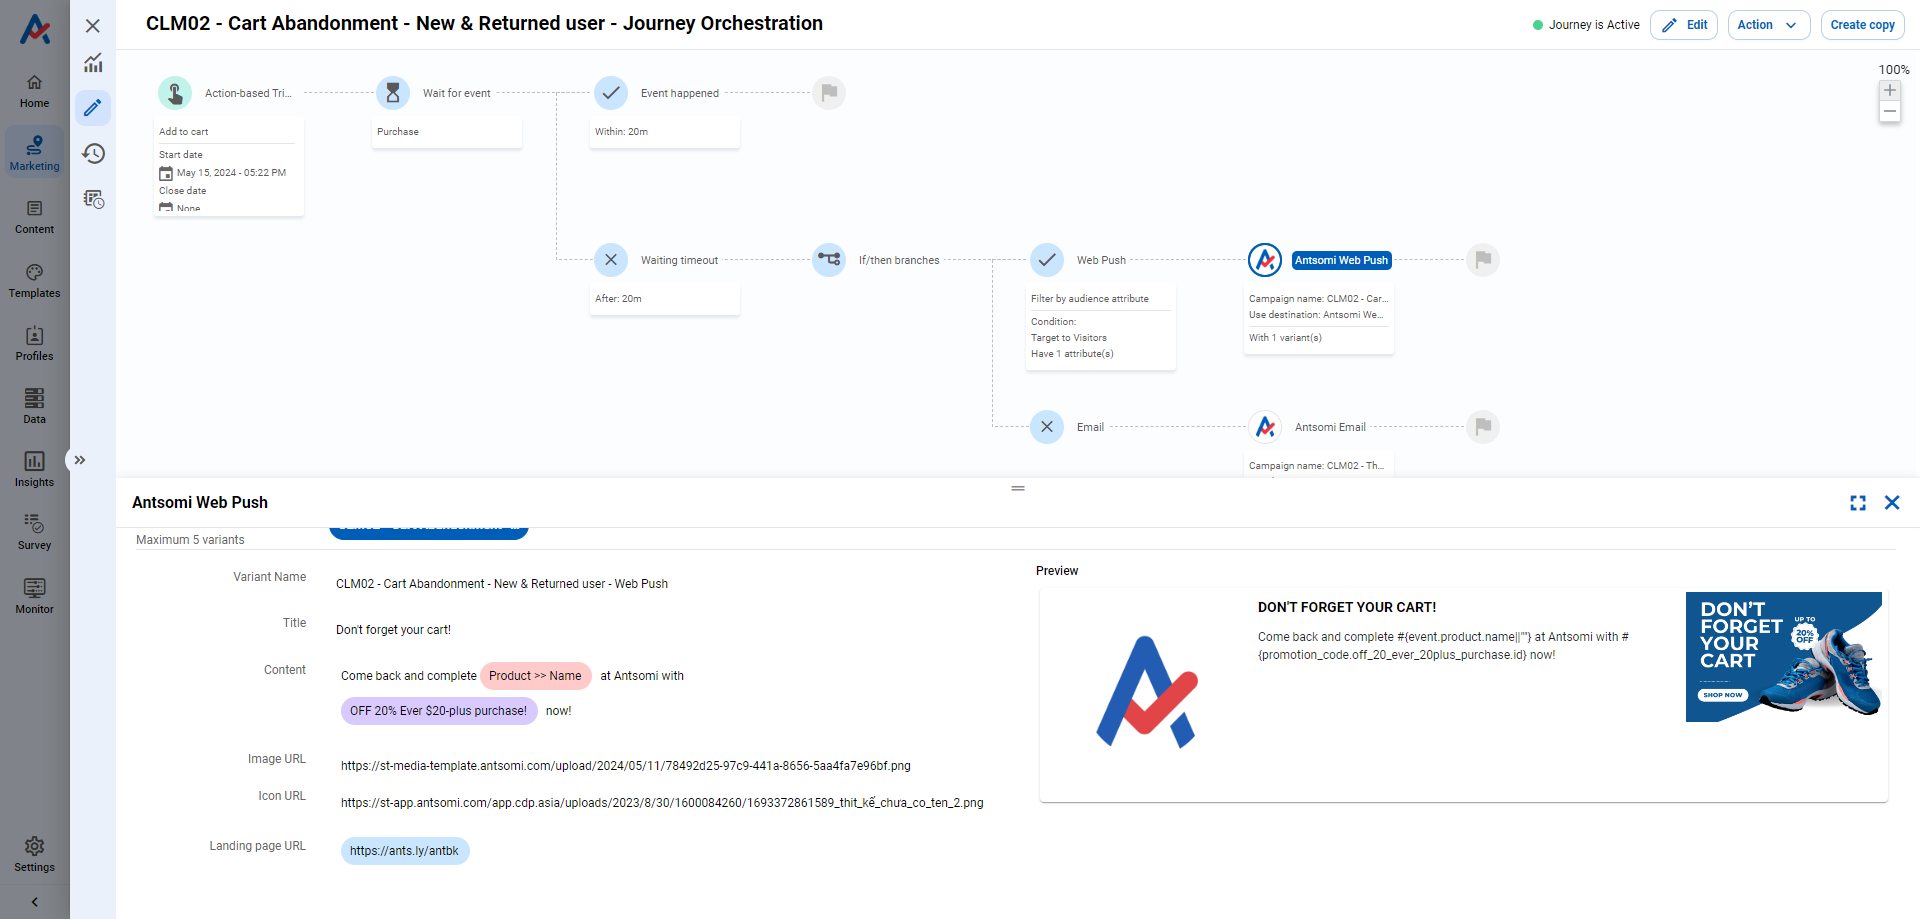 CLM02 - Cart Abandonment - New & Returned user - Journey Orchestration
Journey is Active
Edit
Action
Create copy
Home
Marketing
Content
Templates
Profiles
Data
Insights
Survey
Monitor
Settings
100%
Action-based Tri...
Wait for event
Event happened
Add to cart
Purchase
Within: 20m
Start date
May 15, 2024 - 05:22 PM
Close date
None
Waiting timeout
If/then branches
Web Push
Antsomi Web Push
After: 20m
Filter by audience attribute
Condition:
Target to Visitors
Have 1 attribute(s)
Campaign name: CLM02 - Car...
Use destination: Antsomi We...
With 1 variant(s)
Email
Antsomi Email
Campaign name: CLM02 - Th...
Antsomi Web Push
Maximum 5 variants
Variant Name
CLM02 - Cart Abandonment - New & Returned user - Web Push
Title
Don't forget your cart!
Content
Come back and complete Product >> Name at Antsomi with
OFF 20% Ever $20-plus purchase! now!
Image URL
https://st-media-template.antsomi.com/upload/2024/05/11/78492d25-97c9-441a-8656-5aa4fa7e96bf.png
Icon URL
https://st-app.antsomi.com/app.cdp.asia/uploads/2023/8/30/1600084260/1693372861589_thit_kế_chưa_co_ten_2.png
Landing page URL
https://ants.ly/antbk
Preview
DON'T FORGET YOUR CART!
Come back and complete #{event.product.name||""} at Antsomi with #
{promotion_code.off_20_ever_20plus_purchase.id} now!
DON'T
FORGET
YOUR
CART
UP TO
20%
OFF
SHOP NOW